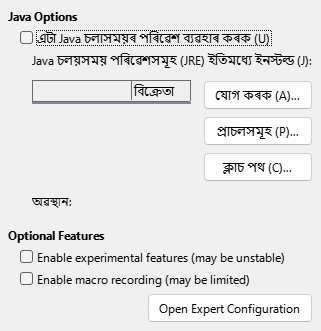 Java Options
এটা Java চলাসময়ৰ পৰিৱেশ ব্যৱহাৰ কৰক (U)
Java চলয়সময় পৰিৱেশসমূহ (JRE) ইতিমধ্যে ইনস্টল্ড (J):
বিক্ৰেতা
যোগ কৰক (A)...
প্ৰাচলসমূহ (P)...
ক্লাচ পথ (C)...
অৱস্থান:
Optional Features
Enable experimental features (may be unstable)
Enable macro recording (may be limited)
Open Expert Configuration